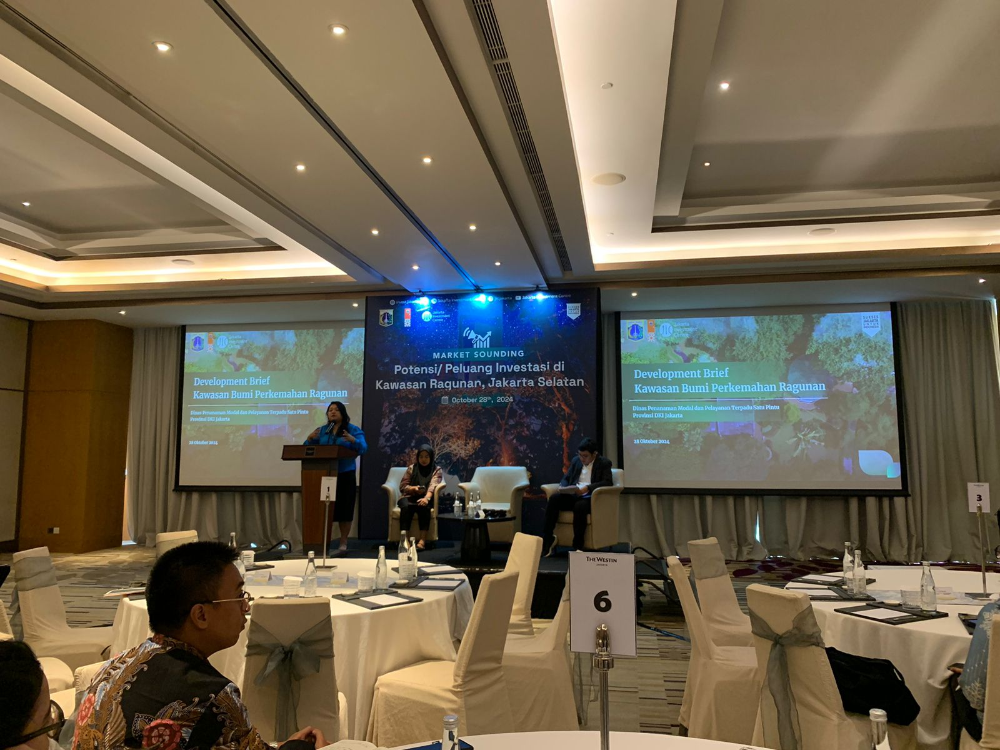 Jakarta Investment Centre
Jakarta
Investment
Centre
MARKET SOUNDING
Potensi/ Peluang Investasi di
Kawasan Ragunan, Jakarta Selatan
October 28th, 2024
Jakarta
Investment
Centre
Development Brief
Kawasan Bumi Perkemahan Ragunan
Dinas Penanaman Modal dan Pelayanan Terpadu Satu Pintu
Provinsi DKI Jakarta
28 Oktober 2024
Jakarta
Investment
Centre
SUKSES
JAKARTA
UNTUK
INDONESIA
Development Brief
Kawasan Bumi Perkemahan Ragunan
Dinas Penanaman Modal dan Pelayanan Terpadu Satu Pintu
Provinsi DKI Jakarta
28 Oktober 2024
1
3
THE WESTIN
JAKARTA
6